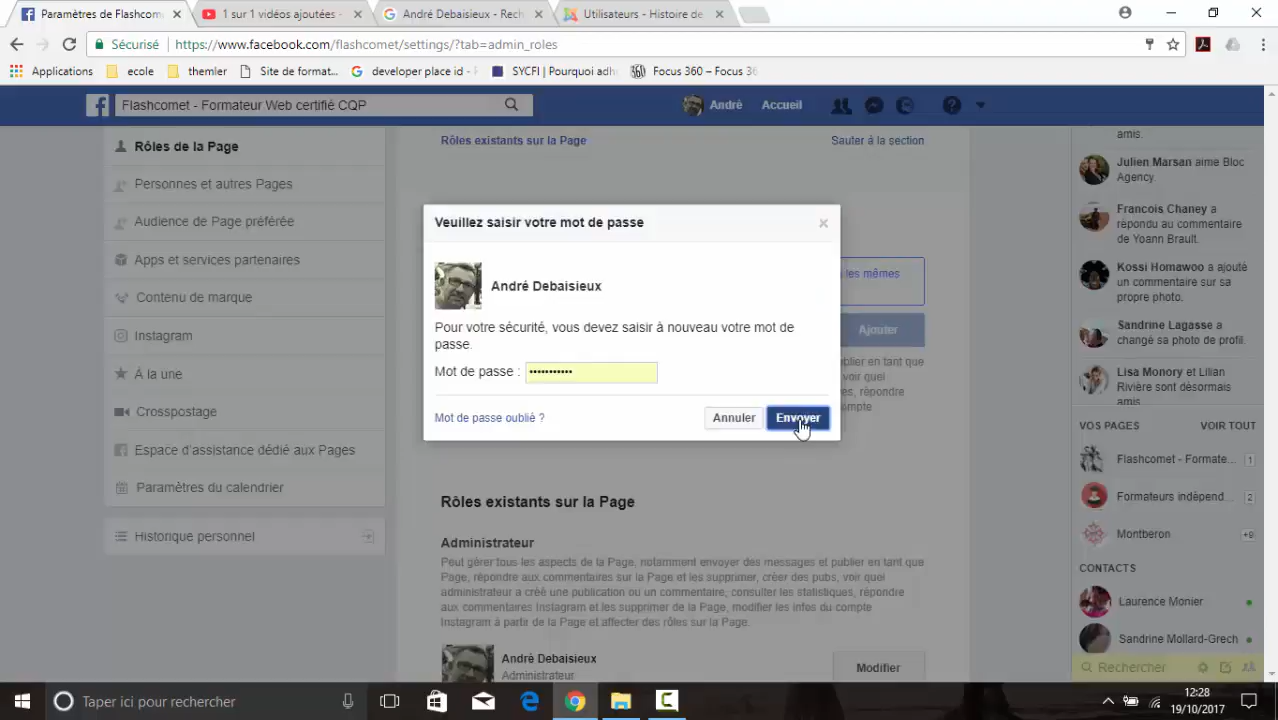 Paramètres de Flashcom
1 sur 1 vidéos ajoutées -
André Debaisieux - Rech
Utilisateurs - Histoire de
Sécurisé
https://www.facebook.com/flashcomet/settings/?tab=admin_roles
Applications
ecole
themler
Site de format...
developer place id -
SYCFI | Pourquoi adh
Focus 360 – Focus 36
Flashcomet - Formateur Web certifié CQP
André
Accueil
Rôles de la Page
Personnes et autres Pages
Audience de Page préférée
Apps et services partenaires
Contenu de marque
Instagram
À la une
Crosspostage
Espace d'assistance dédié aux Pages
Paramètres du calendrier
Historique personnel
Rôles existants sur la Page
Sauter à la section
Veuillez saisir votre mot de passe
André Debaisieux
Pour votre sécurité, vous devez saisir à nouveau votre mot de
passe.
Mot de passe :
Mot de passe oublié ?
Annuler
Envoyer
les mêmes
Ajouter
ublier en tant que
voir quel
ires, répondre
compte
Rôles existants sur la Page
Administrateur
Peut gérer tous les aspects de la Page, notamment envoyer des messages et publier en tant que
Page, répondre aux commentaires sur la Page et les supprimer, créer des pubs, voir quel
administrateur a créé une publication ou un commentaire, consulter les statistiques, répondre
aux commentaires Instagram et les supprimer de la Page, modifier les infos du compte
Instagram à partir de la Page et affecter des rôles sur la Page.
André Debaisieux
Administrateur
Modifier
amis.
Julien Marsan aime Bloc
Agency.
Francois Chaney a
répondu au commentaire
de Yoann Brault.
Kossi Homawoo a ajouté
un commentaire sur sa
propre photo.
Sandrine Lagasse a
changé sa photo de profil.
Lisa Monory et Lilian
Rivière sont désormais
amis.
VOS PAGES
VOIR TOUT
Flashcomet - Formate...
1
Formateurs indépend...
2
Montberon
+9
CONTACTS
Laurence Monier
Sandrine Mollard-Grech
Rechercher
Taper ici pour rechercher
12:28
19/10/2017